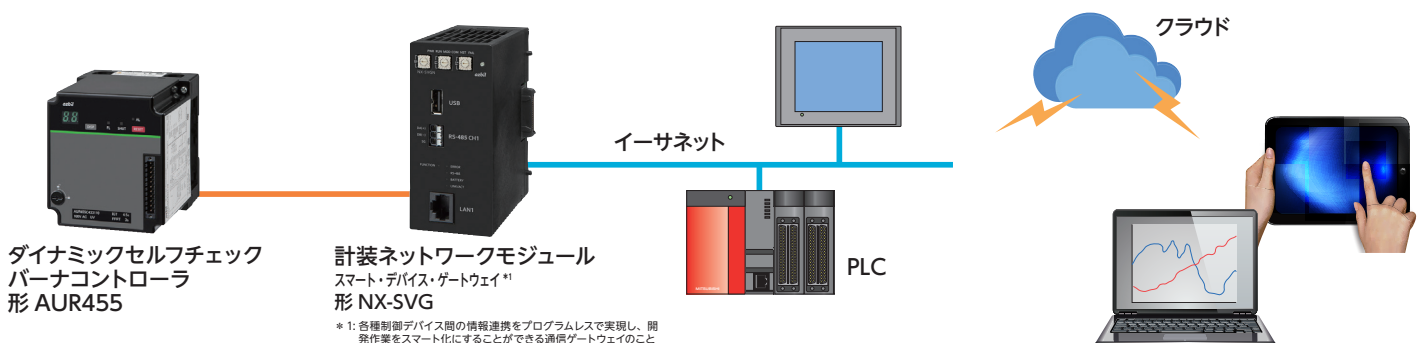 クラウド
イーサネット
azbil
88
RESET
azbil
USB
RS-485 CH1
FUNCTION
LAN1
PLC
ダイナミックセルフチェック
バーナコントローラ
形 AUR455
計装ネットワークモジュール
スマート・デバイス・ゲートウェイ*1
形 NX-SVG
* 1: 各種制御デバイス間の情報連携をプログラムレスで実現し、開
発作業をスマート化にすることができる通信ゲートウェイのこと